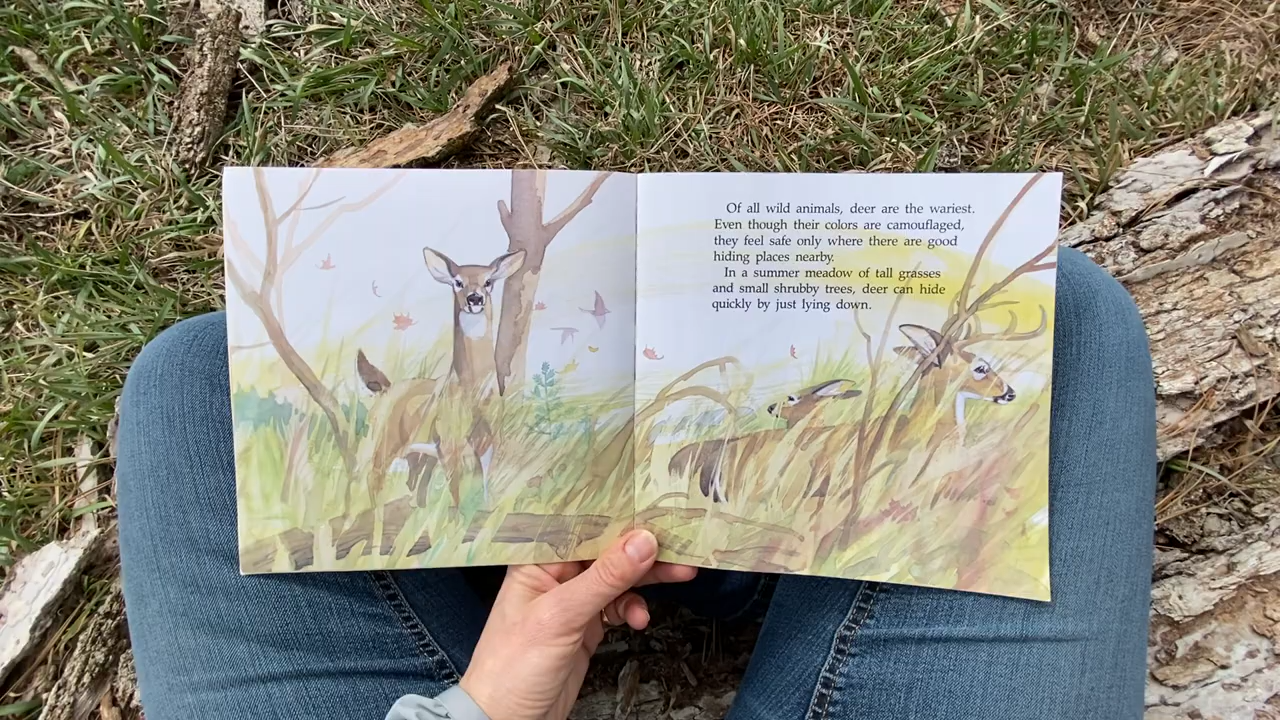 Of all wild animals, deer are the wariest.
Even though their colors are camouflaged,
they feel safe only where there are good
hiding places nearby.
In a summer meadow of tall grasses
and small shrubby trees, deer can hide
quickly by just lying down.